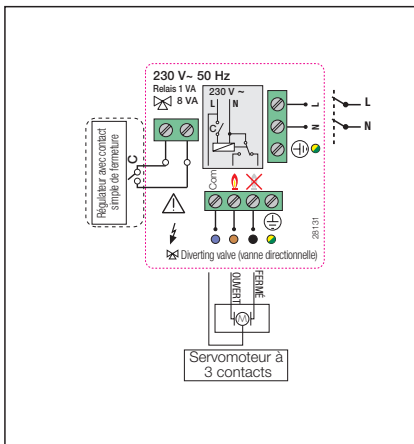 230 V~ 50 Hz
Relais 1 VA
8 VA
230 V ~
L N
C
L
N
L
N
Régulateur avec contact
simple de fermeture
C
Com
28131
Diverting valve (vanne directionnelle)
OUVERT
FERMÉ
M
Servomoteur à
3 contacts